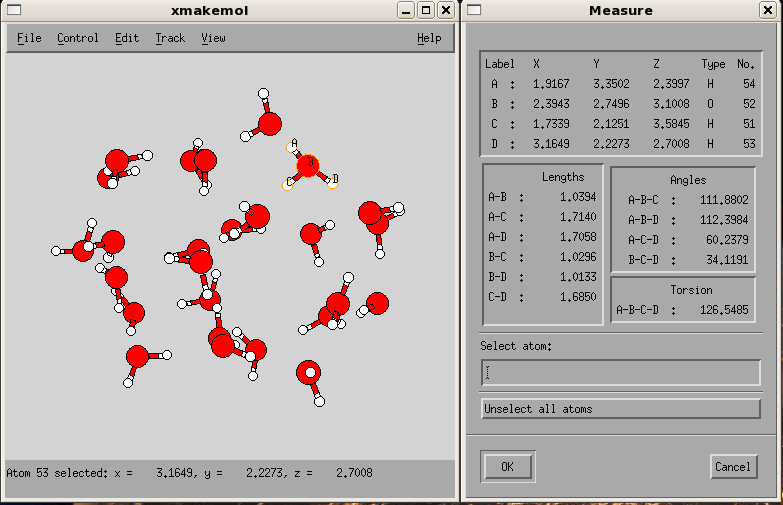 xmakemol
File Control Edit Track View Help
A
B
C
D
Atom 53 selected: x = 3.1649, y = 2.2273, z = 2.7008
Measure
Label X Y Z Type No.
A : 1.9167 3.3502 2.3997 H 54
B : 2.3943 2.7496 3.1008 O 52
C : 1.7339 2.1251 3.5845 H 51
D : 3.1649 2.2273 2.7008 H 53
Lengths
A-B : 1.0394
A-C : 1.7140
A-D : 1.7058
B-C : 1.0296
B-D : 1.0133
C-D : 1.6850
Angles
A-B-C : 111.8802
A-B-D : 112.3984
A-C-D : 60.2379
B-C-D : 34.1191
Torsion
A-B-C-D : 126.5485
Select atom:
Unselect all atoms
OK Cancel